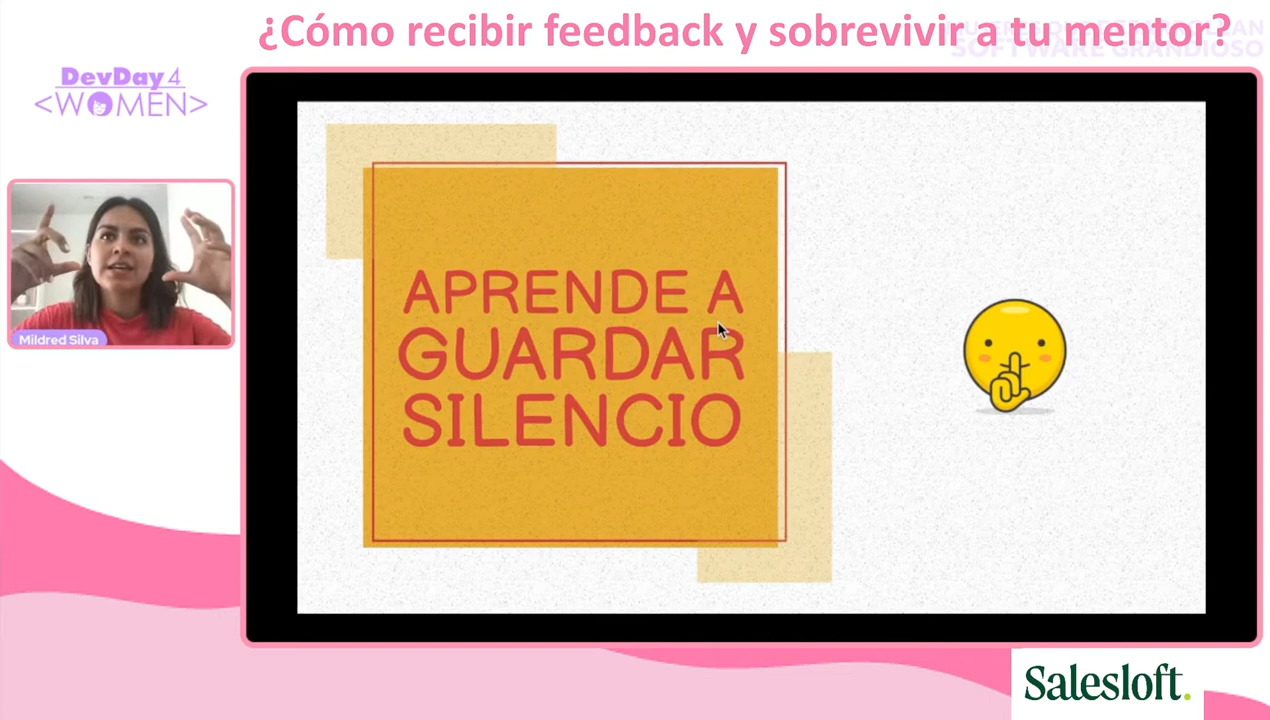 ¿Cómo recibir feedback y sobrevivir a tu mentor?
DevDay4
<WOMEN>
Mildred Silva
APRENDE A
GUARDAR
SILENCIO
Salesloft.